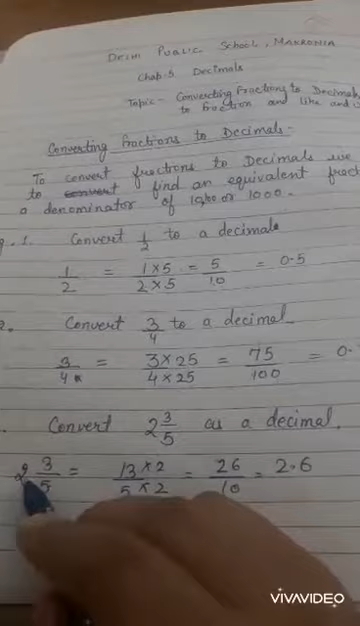 DELHI PUBLIC SCHOOL, MAKRONIA
Chap-5 Decimals
Topic - Converting Fractions to Decimals
to fraction and like and
Converting fractions to Decimals -
To convert fractions to Decimals we
to find an equivalent fract
a denominator of 10,100 or 1000.
1. Convert 1/2 to a decimal
1/2 = 1×5/2×5 = 5/10 = 0.5
Convert 3/4 to a decimal
3/4 = 3×25/4×25 = 75/100 = 0.
Convert 2 3/5 as a decimal.
2 3/5 = 13×2/5×2 = 26/10 = 2.6
VIVAVIDEO